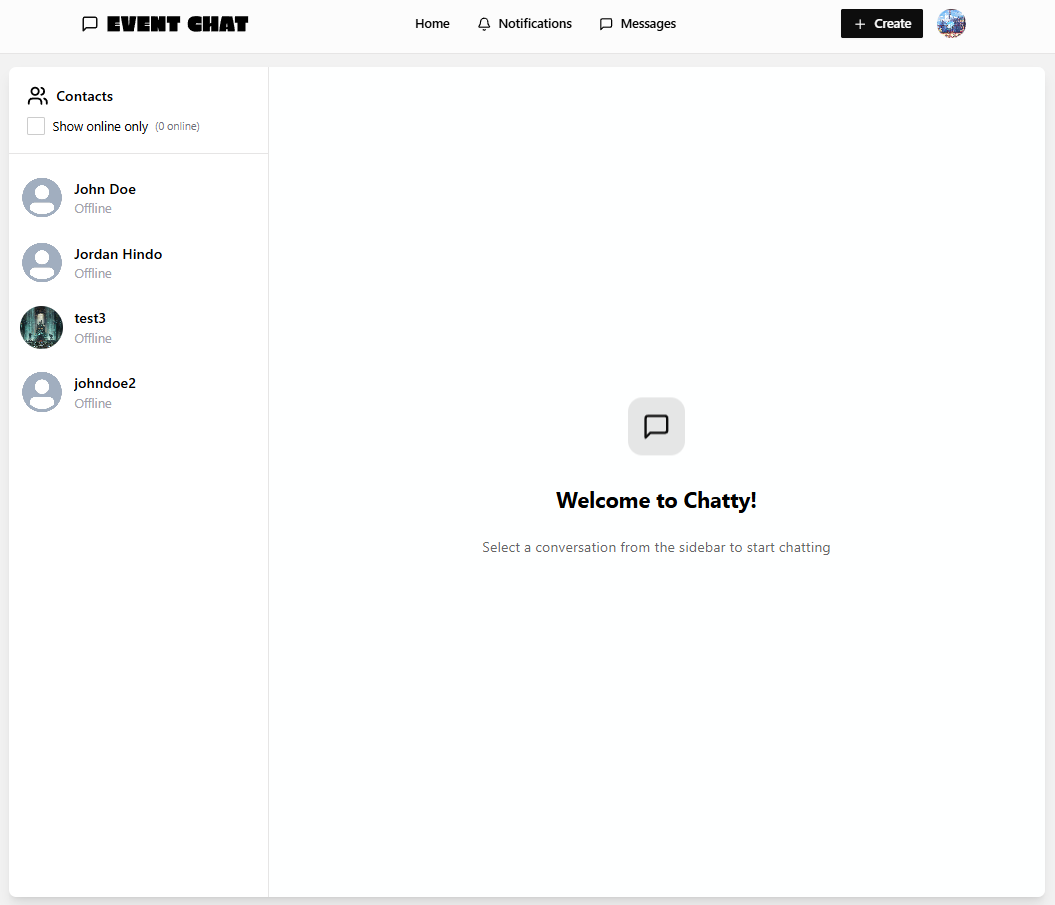 EVENT CHAT
Home
Notifications
Messages
Create
Contacts
Show online only (0 online)
John Doe
Offline
Jordan Hindo
Offline
test3
Offline
johndoe2
Offline
Welcome to Chatty!
Select a conversation from the sidebar to start chatting